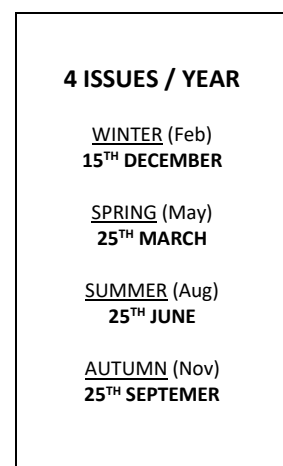 4 ISSUES / YEAR
WINTER (Feb)
15TH DECEMBER
SPRING (May)
25TH MARCH
SUMMER (Aug)
25TH JUNE
AUTUMN (Nov)
25TH SEPTEMER